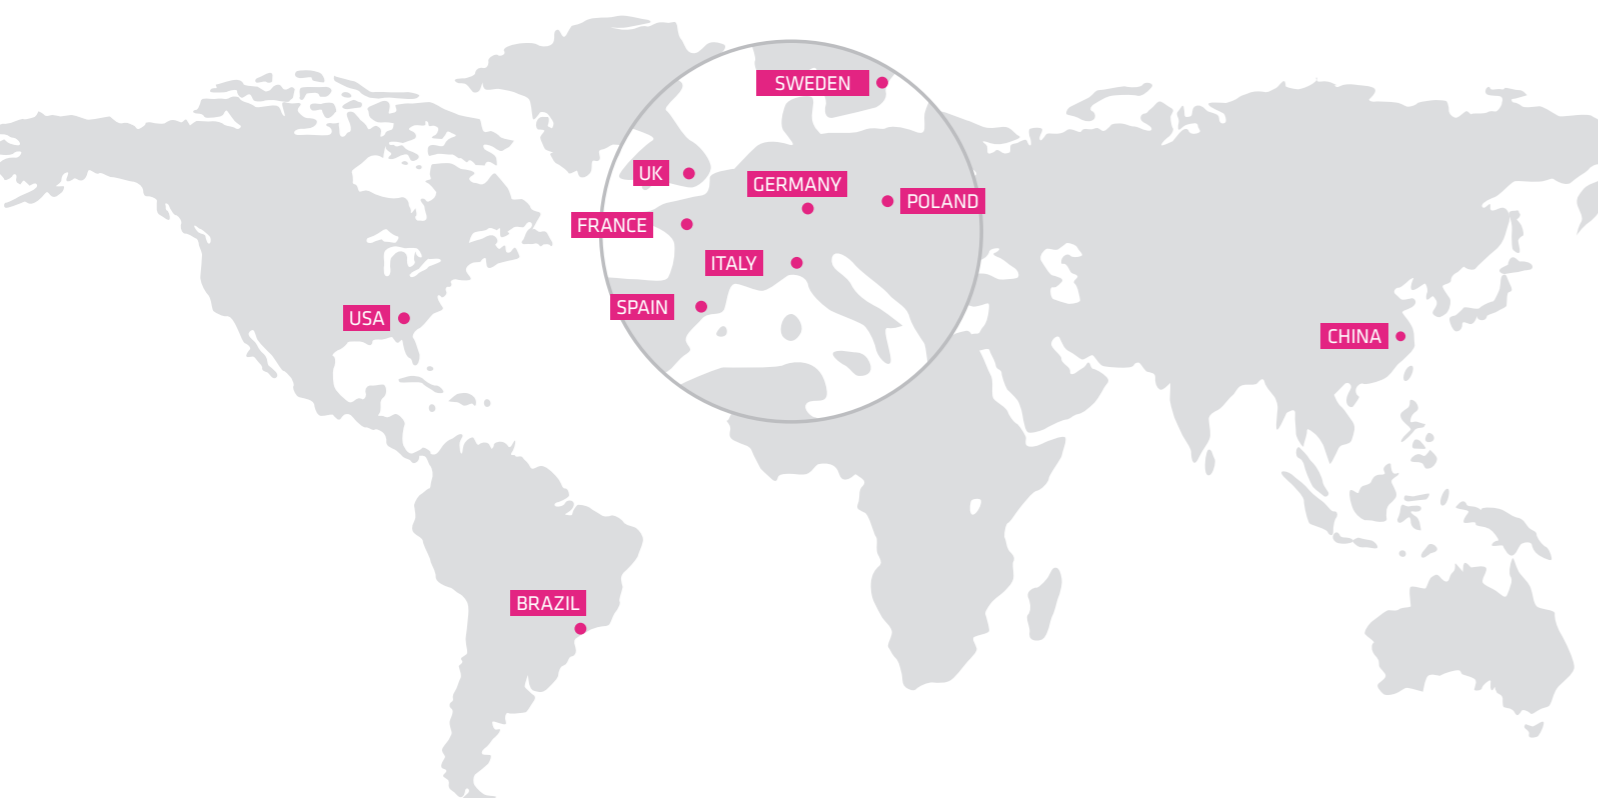 SWEDEN
UK
GERMANY
POLAND
FRANCE
ITALY
SPAIN
USA
CHINA
BRAZIL